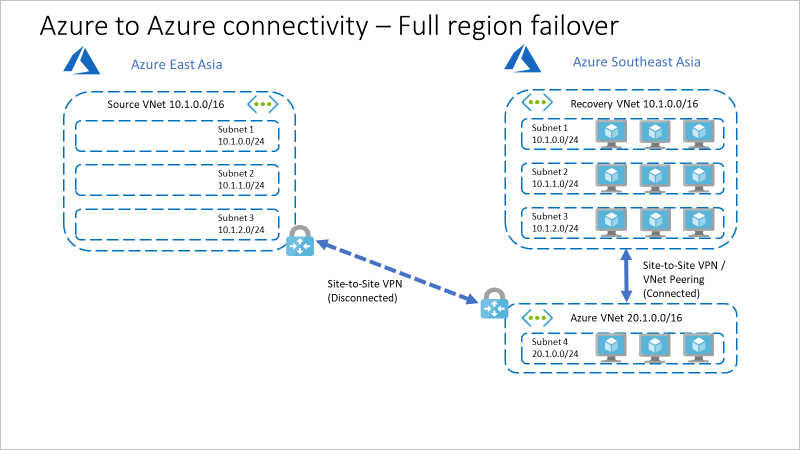 Azure to Azure connectivity – Full region failover
Azure East Asia
Azure Southeast Asia
Source VNet 10.1.0.0/16
Subnet 1
10.1.0.0/24
Subnet 2
10.1.1.0/24
Subnet 3
10.1.2.0/24
Recovery VNet 10.1.0.0/16
Subnet 1
10.1.0.0/24
Subnet 2
10.1.1.0/24
Subnet 3
10.1.2.0/24
Site-to-Site VPN
(Disconnected)
Site-to-Site VPN /
VNet Peering
(Connected)
Azure VNet 20.1.0.0/16
Subnet 4
20.1.0.0/24